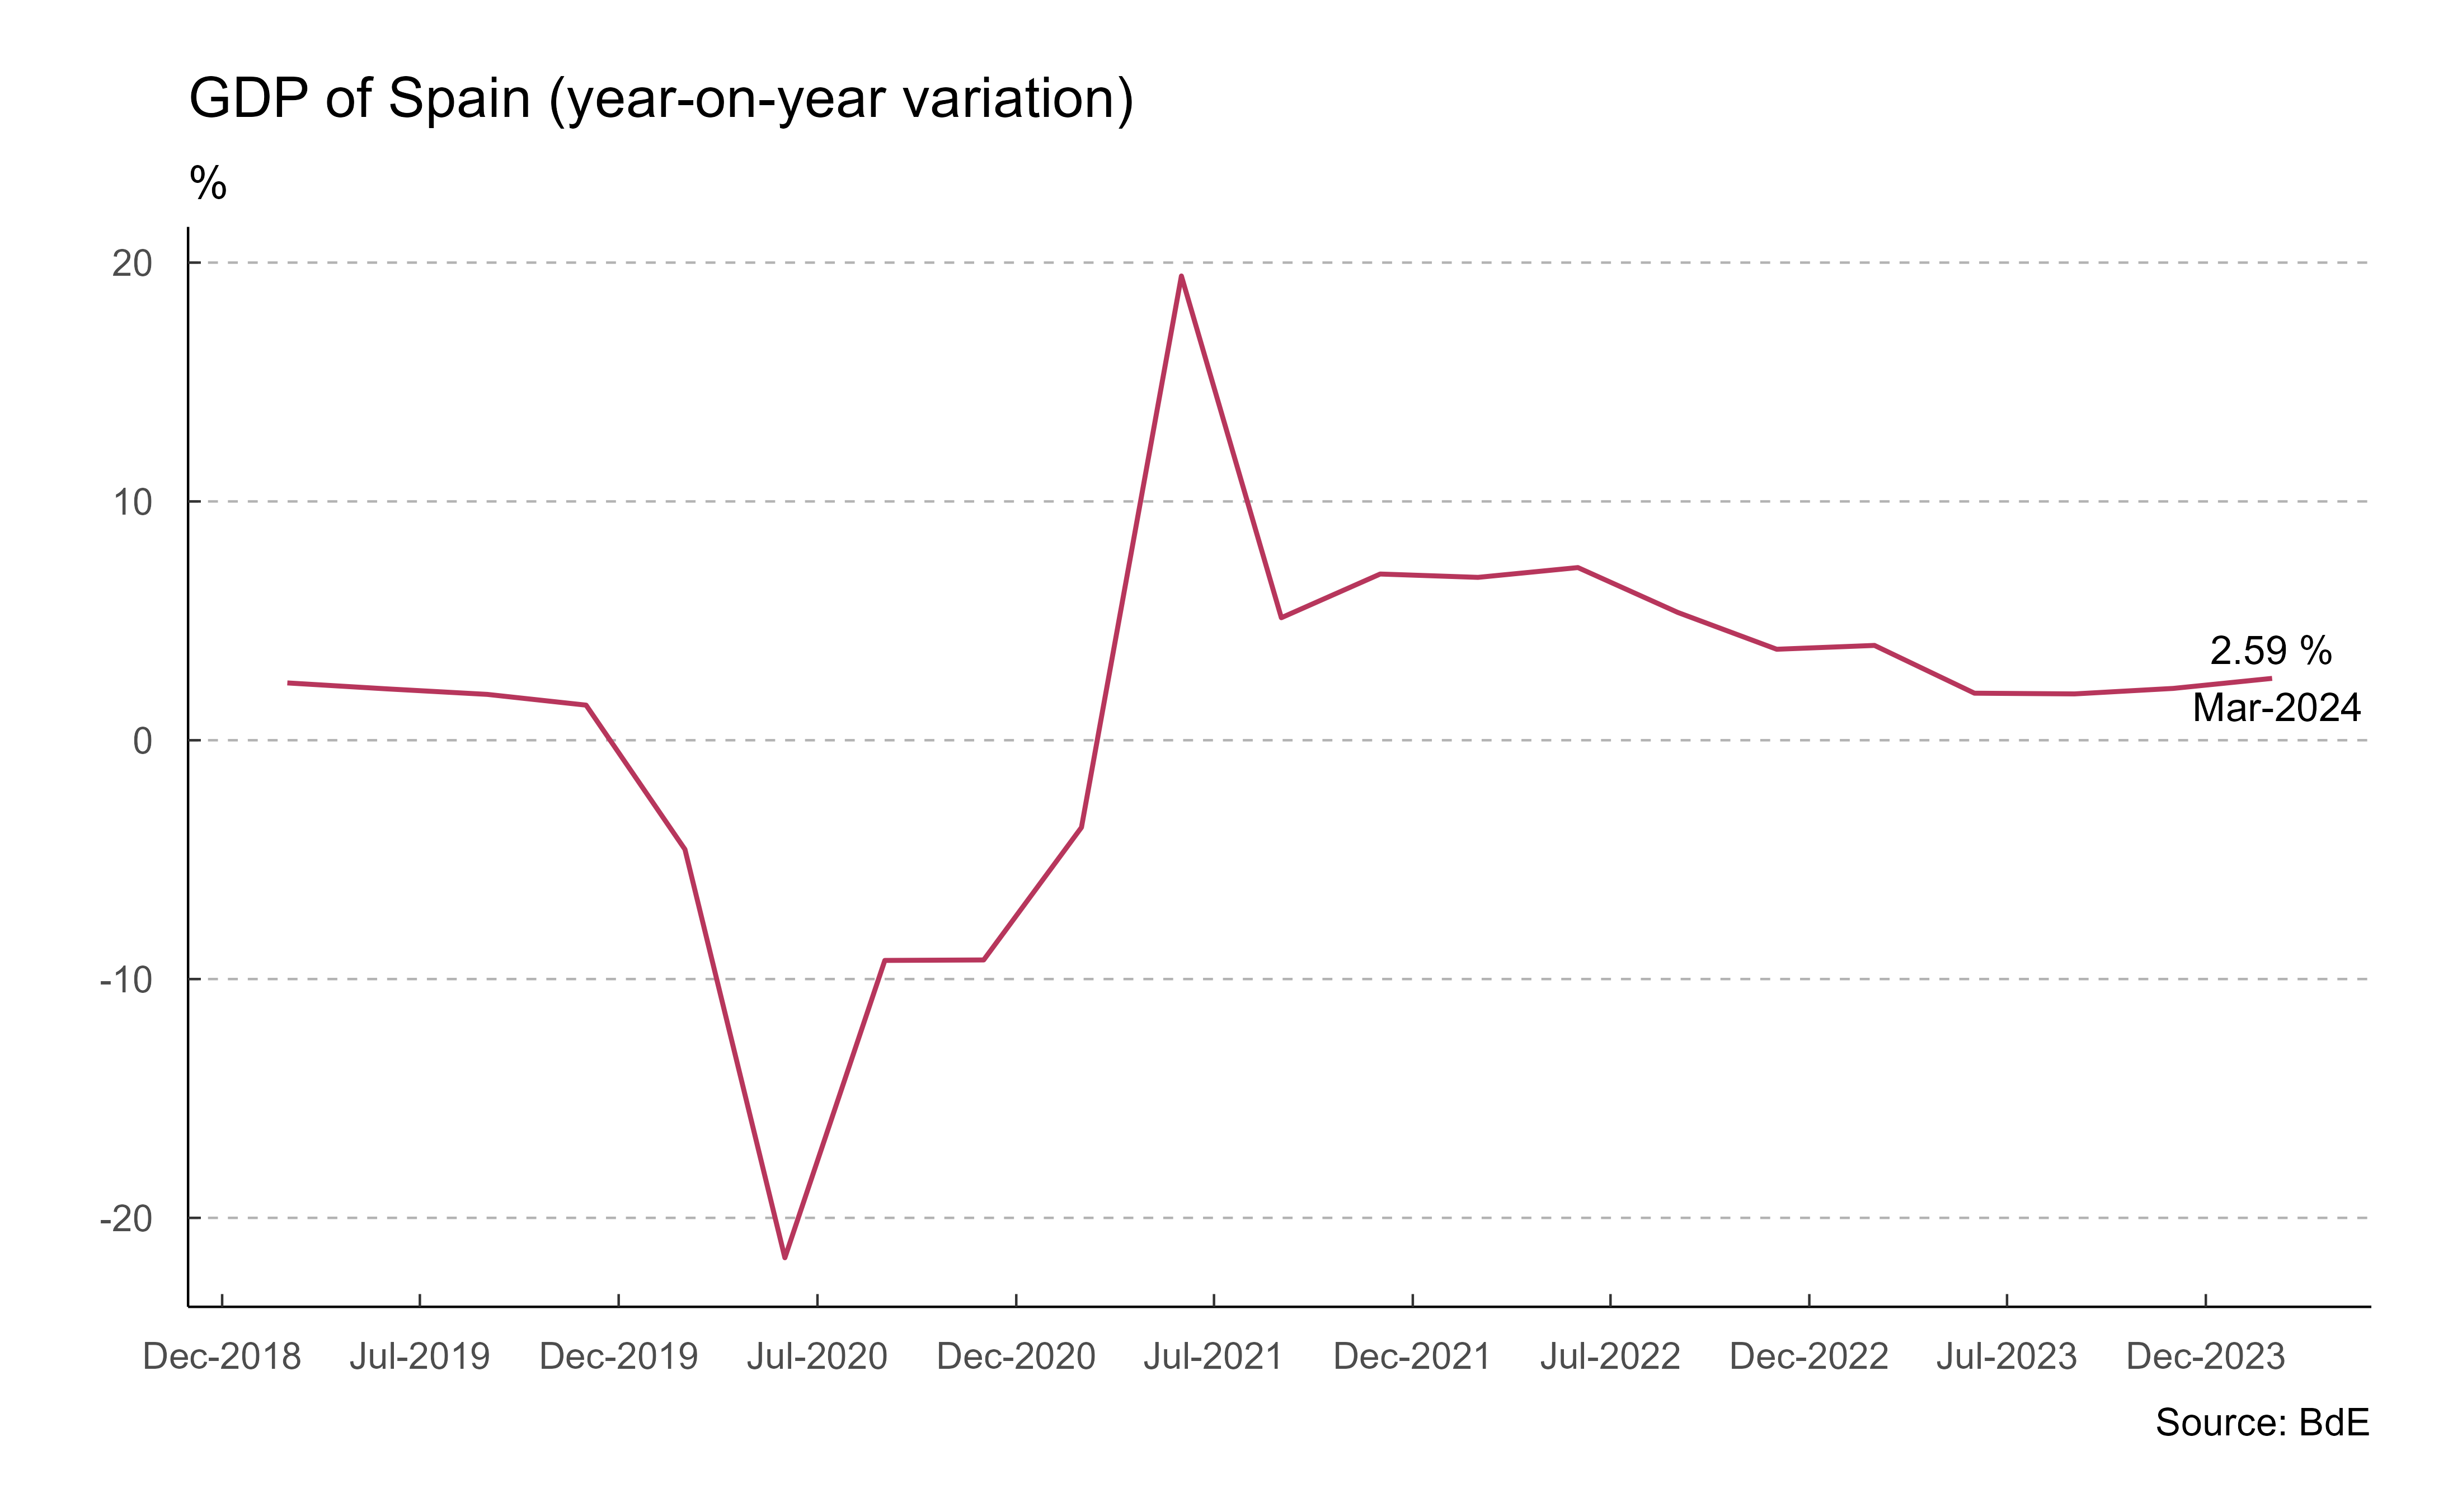 GDP of Spain (year-on-year variation)
%
20
10
0
-10
-20
2.59 %
Mar-2024
Dec-2018 Jul-2019 Dec-2019 Jul-2020 Dec-2020 Jul-2021 Dec-2021 Jul-2022 Dec-2022 Jul-2023 Dec-2023
Source: BdE